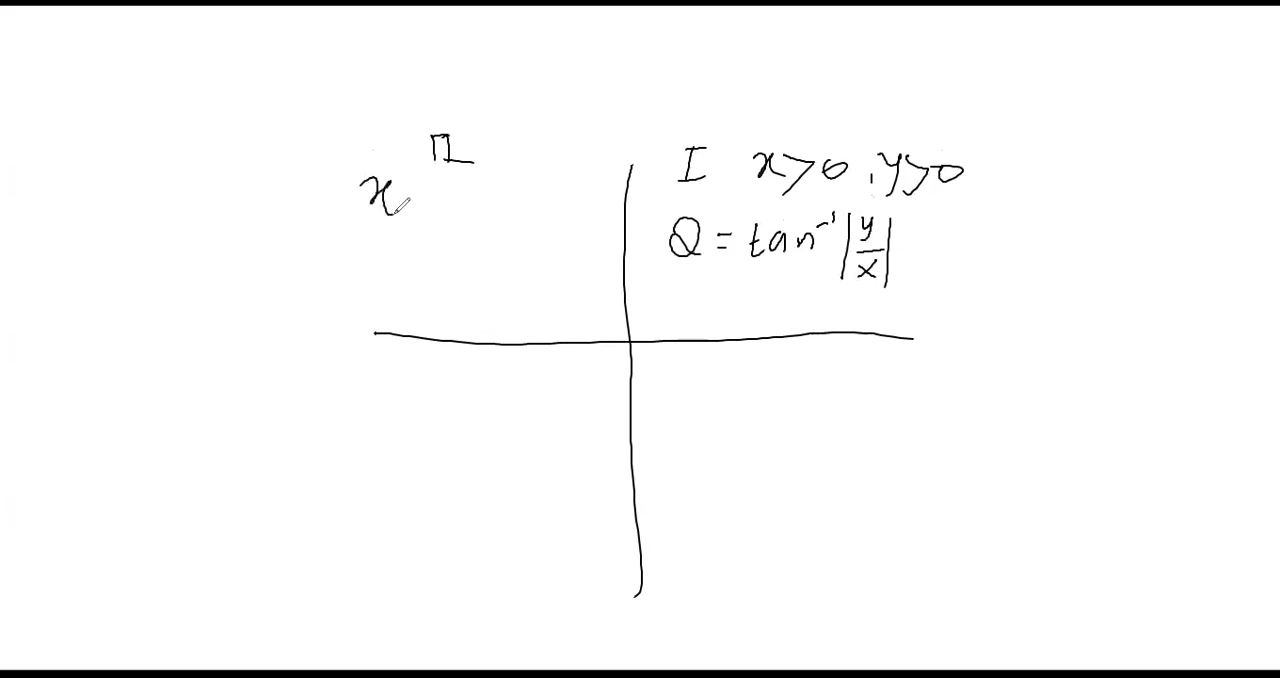 II
x
I x>0, y>0
Q = tan⁻¹|y/x|